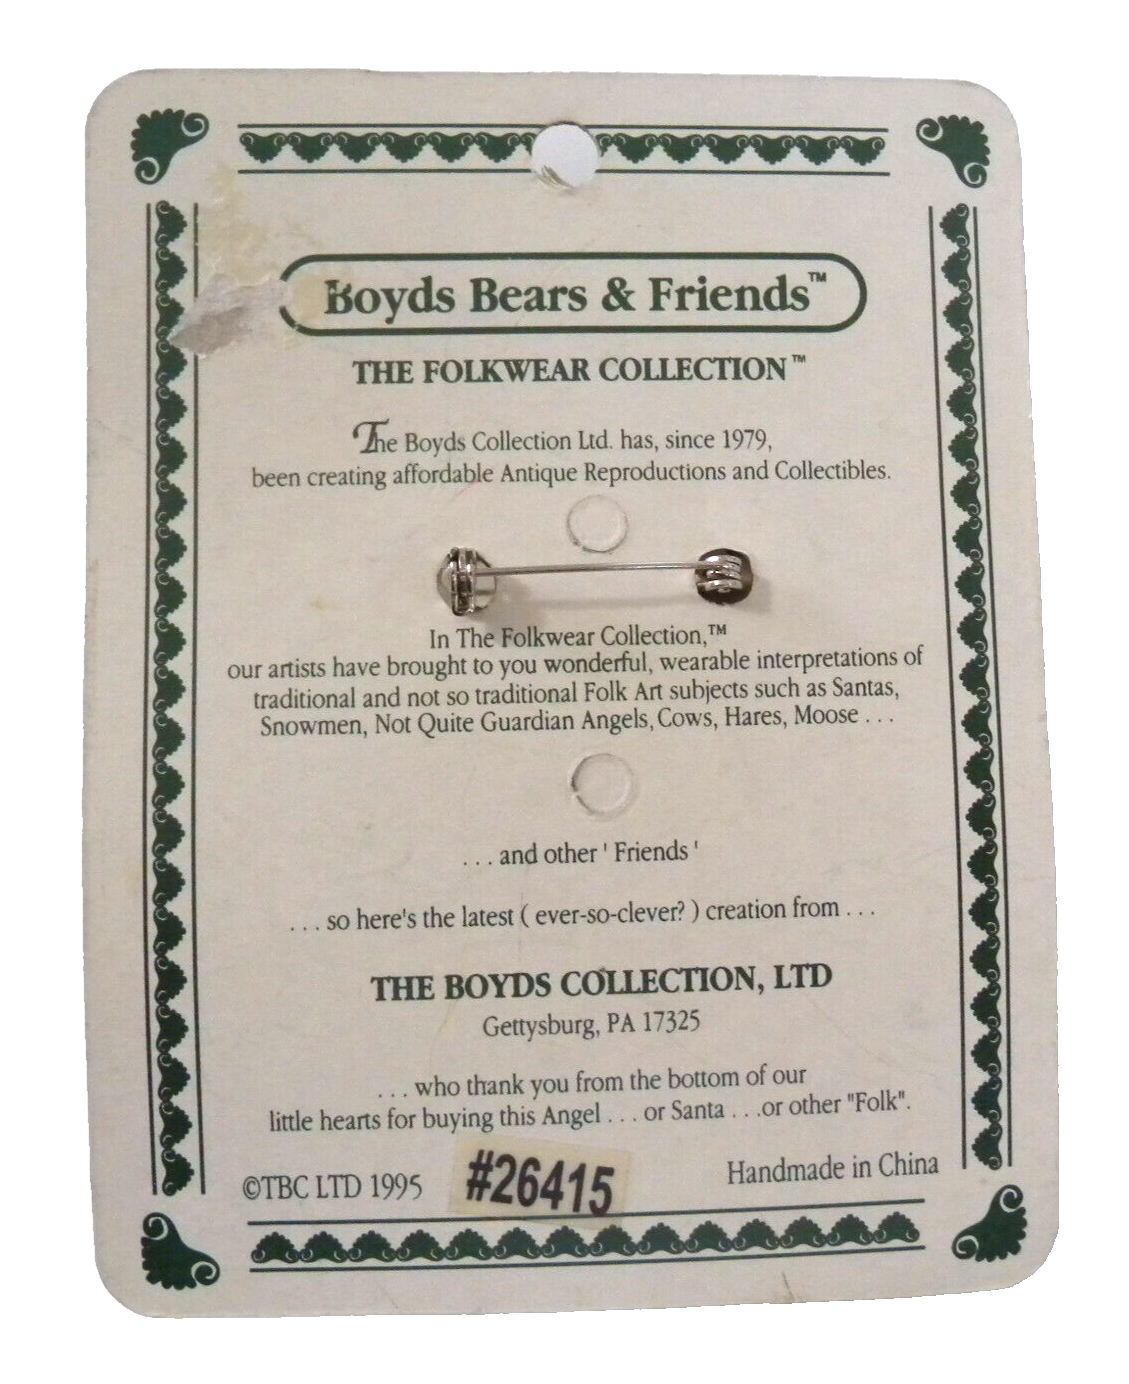 Boyds Bears & Friends™
THE FOLKWEAR COLLECTION™
The Boyds Collection Ltd. has, since 1979,
been creating affordable Antique Reproductions and Collectibles.
In The Folkwear Collection,™
our artists have brought to you wonderful, wearable interpretations of
traditional and not so traditional Folk Art subjects such as Santas,
Snowmen, Not Quite Guardian Angels, Cows, Hares, Moose . . .
. . . and other ' Friends '
. . . so here's the latest ( ever-so-clever? ) creation from . . .
THE BOYDS COLLECTION, LTD
Gettysburg, PA 17325
. . . who thank you from the bottom of our
little hearts for buying this Angel . . . or Santa . . .or other "Folk".
©TBC LTD 1995 #26415 Handmade in China